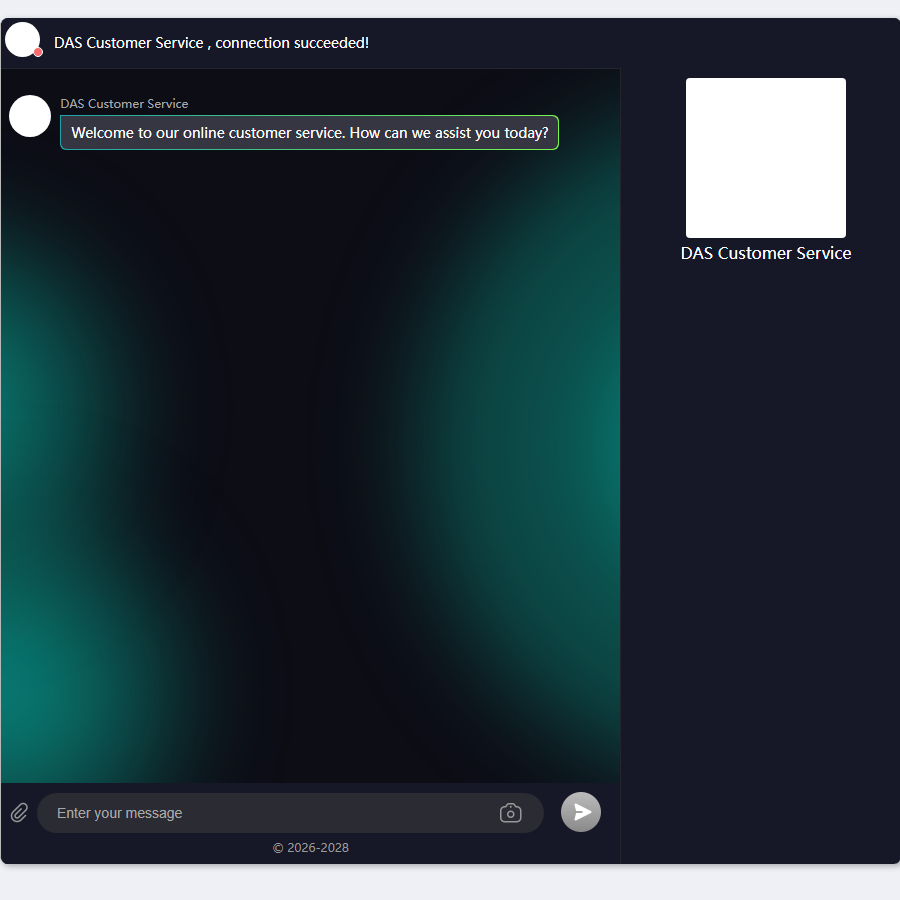 DAS Customer Service , connection succeeded!
DAS Customer Service
Welcome to our online customer service. How can we assist you today?
DAS Customer Service
Enter your message
© 2026-2028